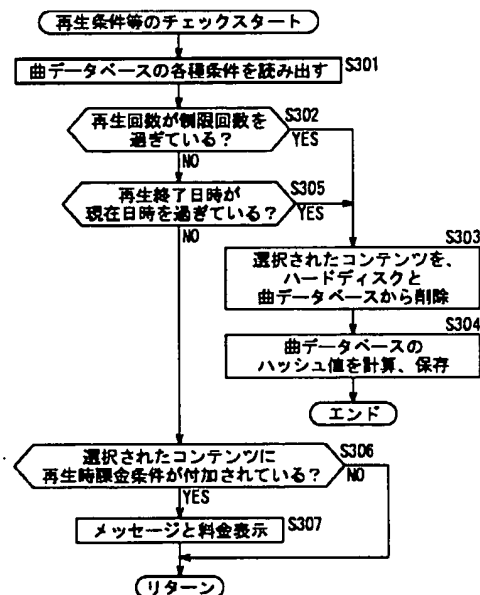 再生条件等のチェックスタート
曲データベースの各種条件を読み出す
S301
再生回数が制限回数を
過ぎている？
S302
YES
NO
再生終了日時が
現在日時を過ぎている？
S305
YES
NO
S303
選択されたコンテンツを、
ハードディスクと
曲データベースから削除
S304
曲データベースの
ハッシュ値を計算、保存
エンド
選択されたコンテンツに
再生時課金条件が付加されている？
S306
NO
YES
メッセージと料金表示
S307
リターン